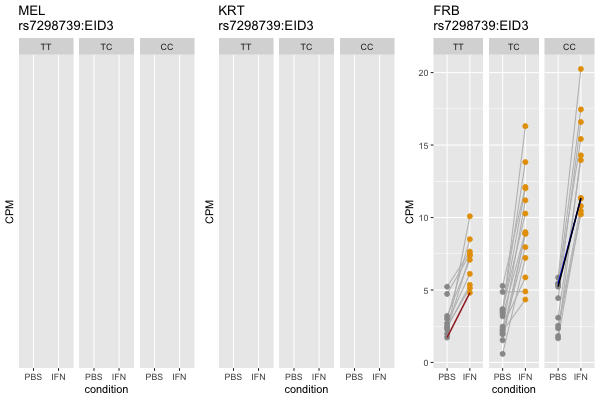 MEL
rs7298739:EID3
TT TC CC
CPM
PBS IFN PBS IFN PBS IFN
condition
KRT
rs7298739:EID3
TT TC CC
CPM
PBS IFN PBS IFN PBS IFN
condition
FRB
rs7298739:EID3
TT TC CC
20
15
10
5
0
CPM
PBS IFN PBS IFN PBS IFN
condition